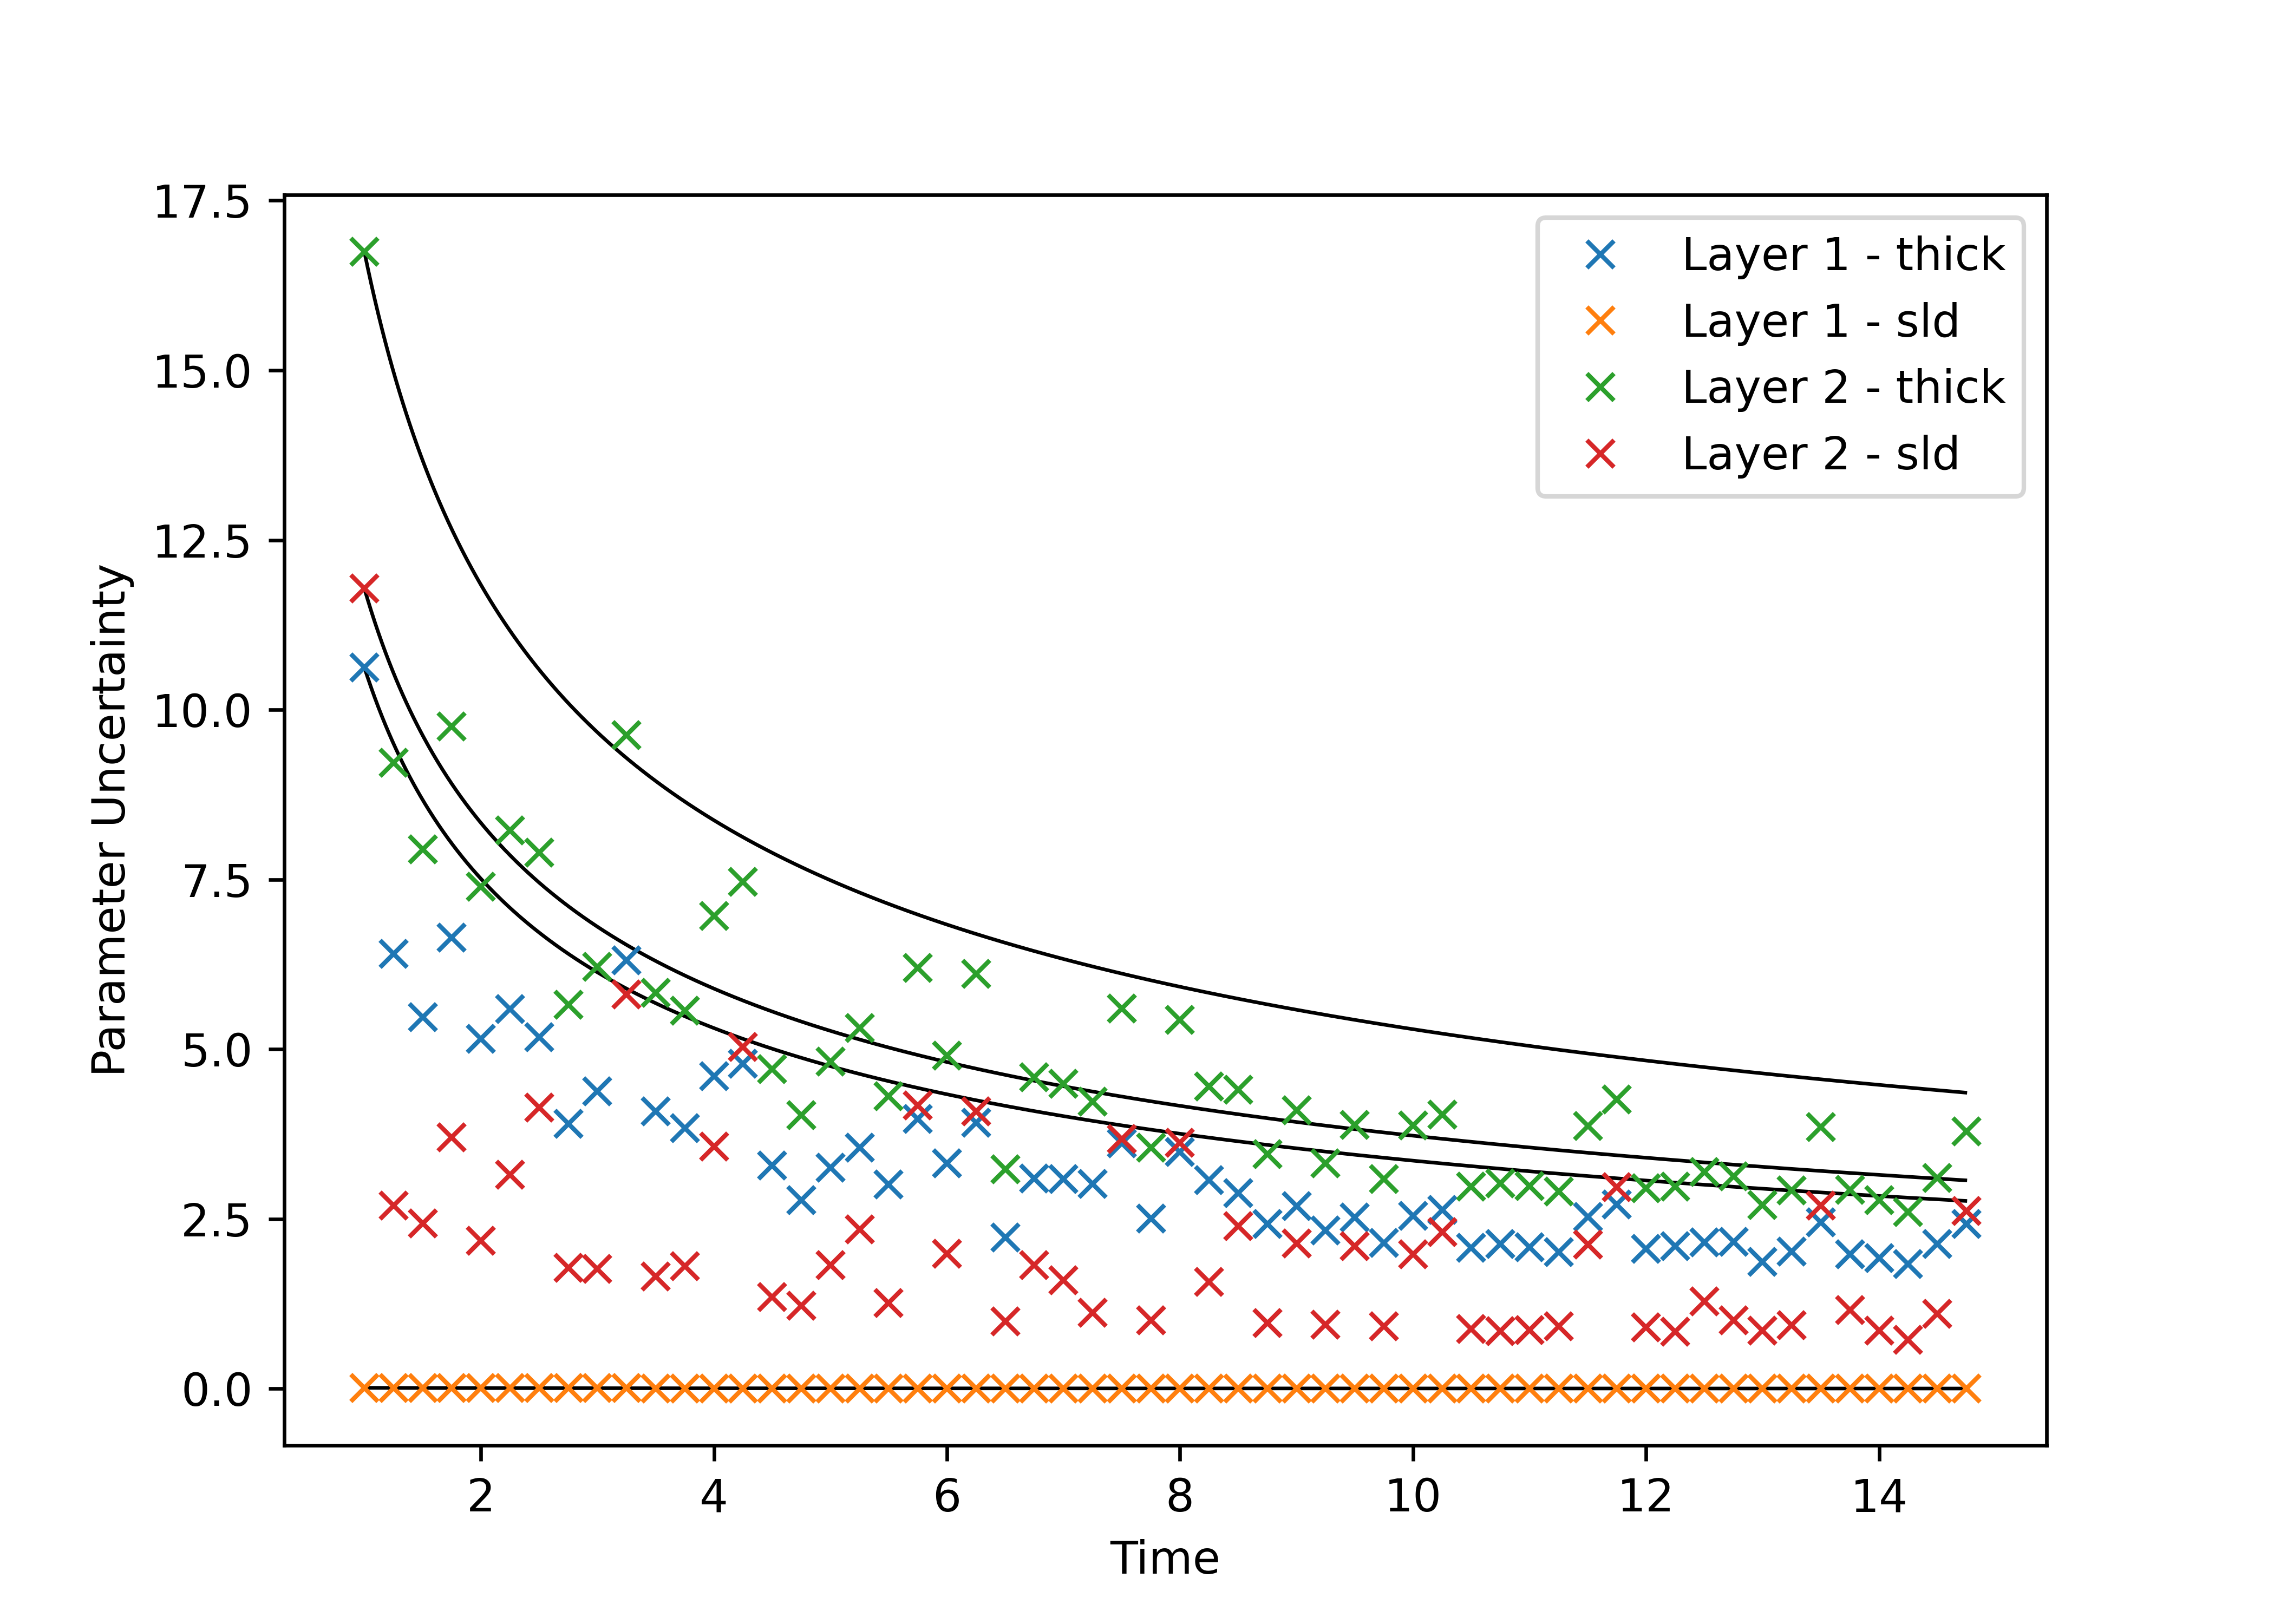 17.5
15.0
12.5
10.0
7.5
5.0
2.5
0.0
Parameter Uncertainty
Layer 1 - thick
Layer 1 - sld
Layer 2 - thick
Layer 2 - sld
2 4 6 8 10 12 14
Time